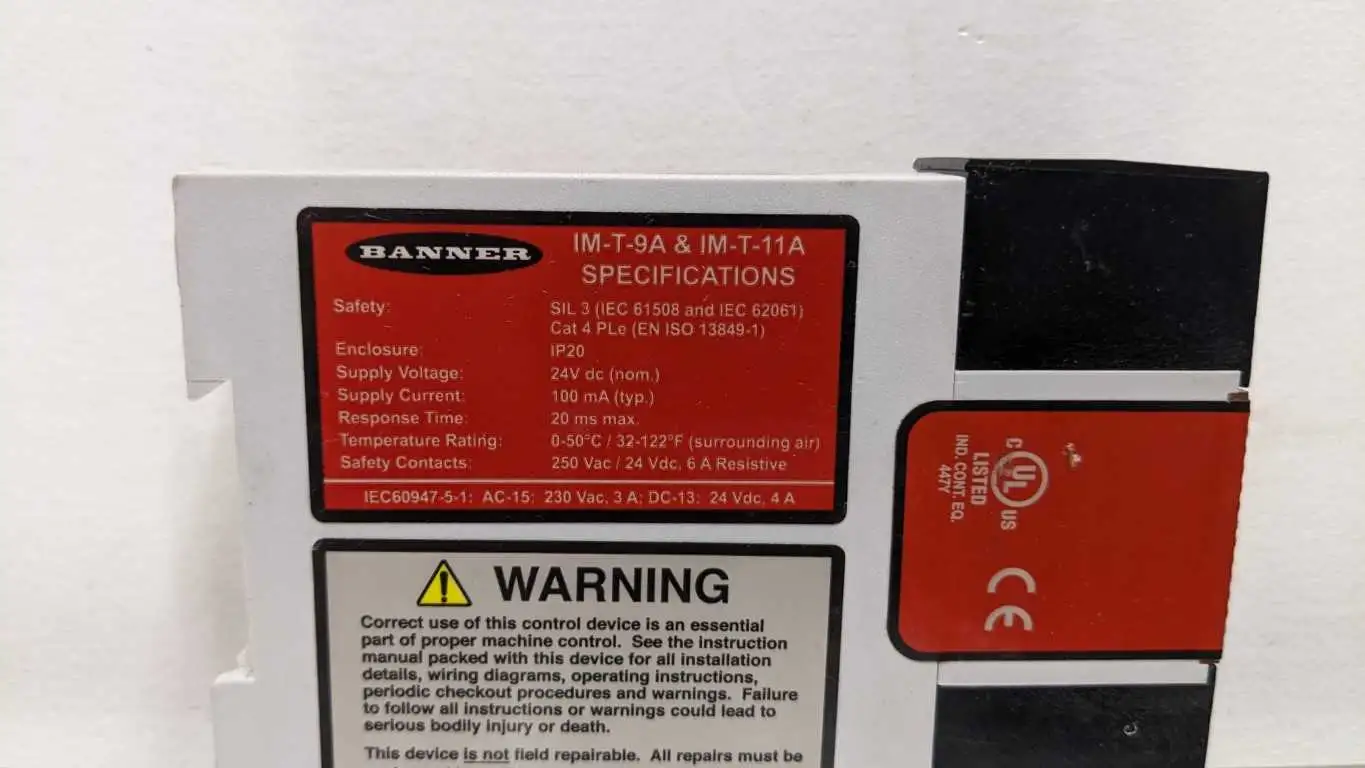 BANNER
IM-T-9A & IM-T-11A
SPECIFICATIONS
Safety: SIL 3 (IEC 61508 and IEC 62061)
Cat 4 PLe (EN ISO 13849-1)
Enclosure: IP20
Supply Voltage: 24V dc (nom.)
Supply Current: 100 mA (typ.)
Response Time: 20 ms max.
Temperature Rating: 0-50°C / 32-122°F (surrounding air)
Safety Contacts: 250 Vac / 24 Vdc, 6 A Resistive
IEC60947-5-1: AC-15: 230 Vac, 3 A; DC-13: 24 Vdc, 4 A
WARNING
Correct use of this control device is an essential
part of proper machine control. See the instruction
manual packed with this device for all installation
details, wiring diagrams, operating instructions,
periodic checkout procedures and warnings. Failure
to follow all instructions or warnings could lead to
serious bodily injury or death.
This device is not field repairable. All repairs must be
C UL US
LISTED
IND. CONT. EQ.
447Y
CE